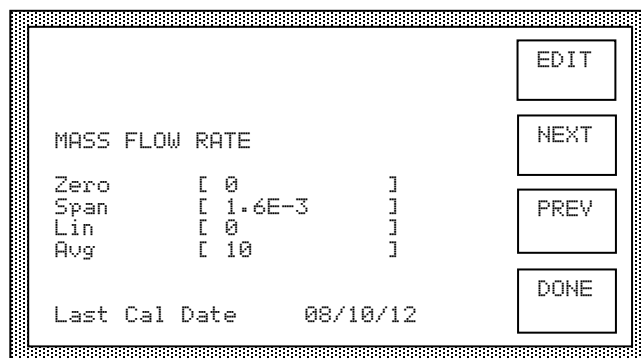 EDIT
MASS FLOW RATE
NEXT
Zero [ 0 ]
Span [ 1.6E-3 ]
Lin [ 0 ]
Avg [ 10 ]
PREV
Last Cal Date 08/10/12
DONE